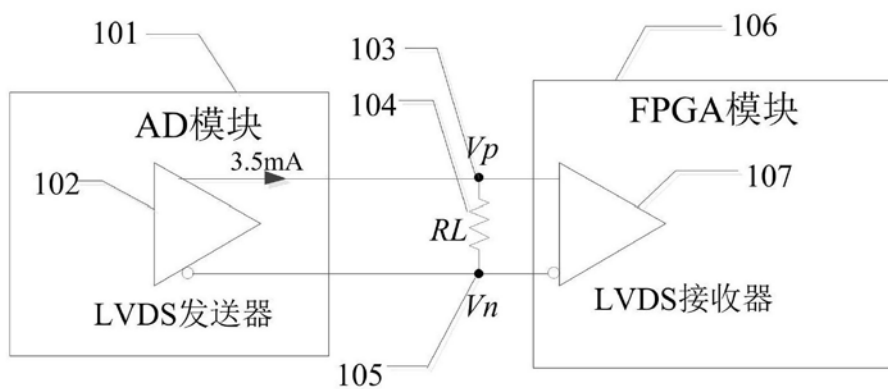 101
103
106
104
AD模块
FPGA模块
Vp
3.5mA
102
107
RL
LVDS发送器
Vn
LVDS接收器
105